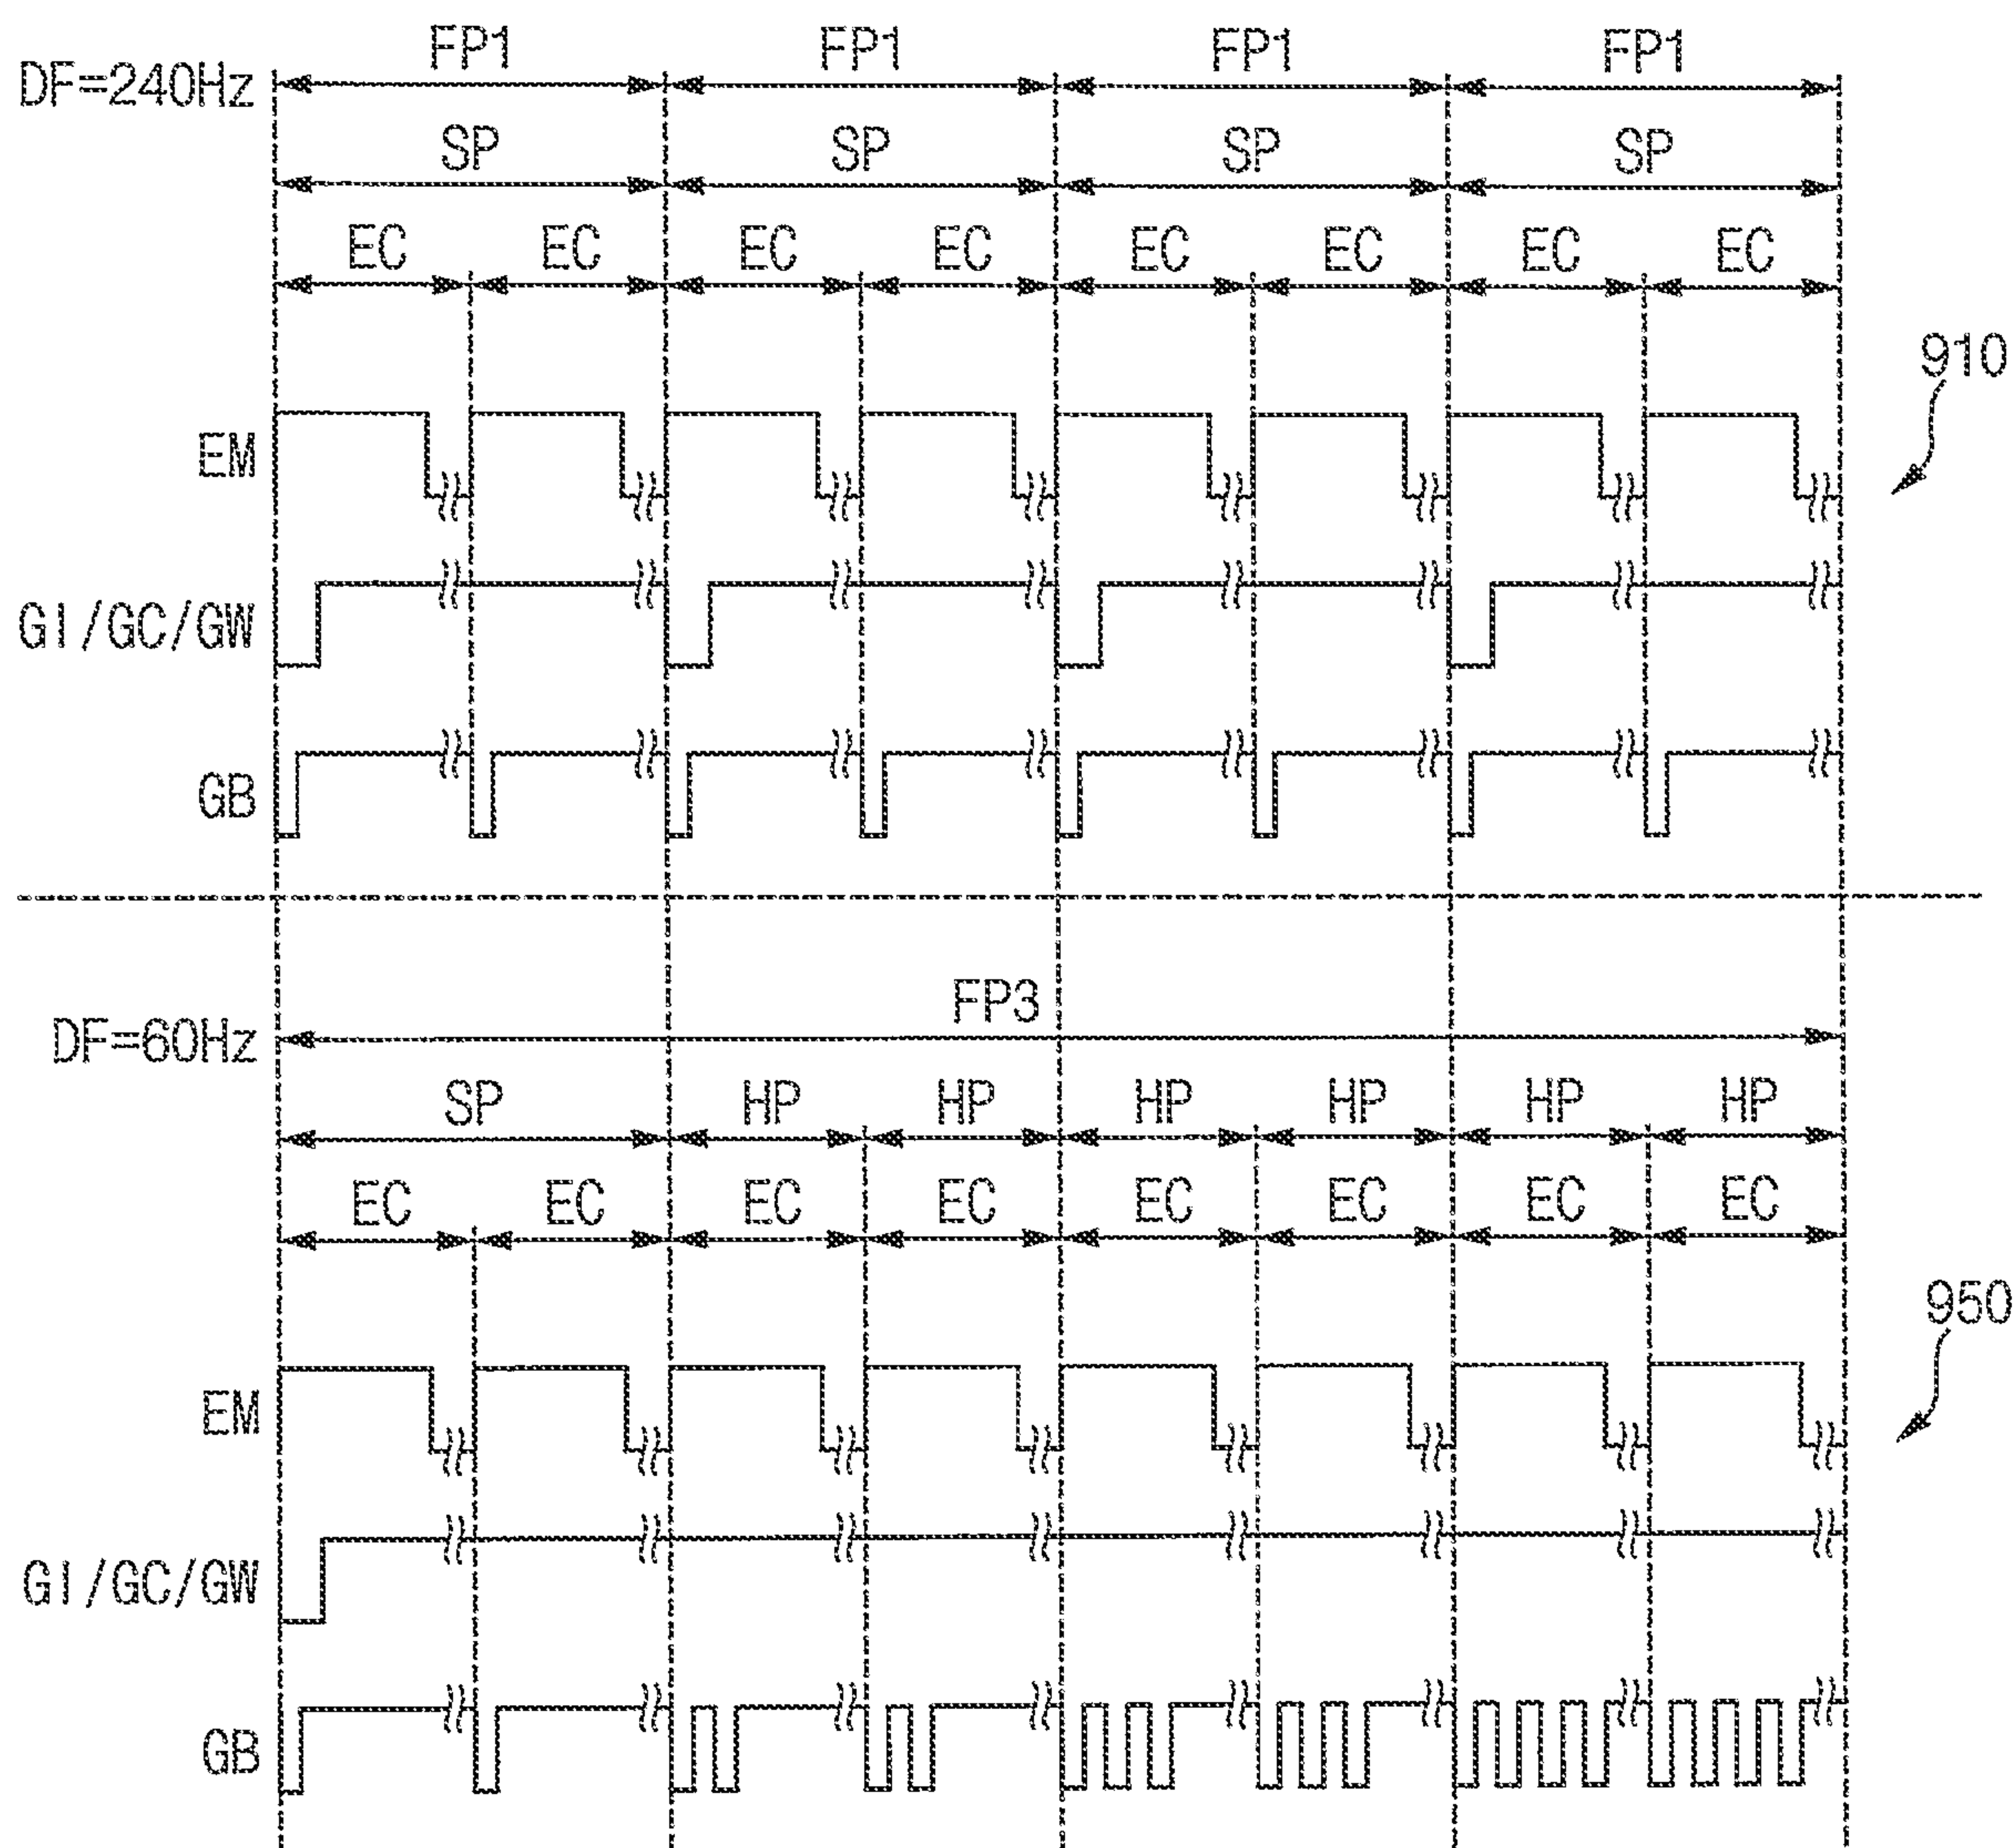 FP1 FP1 FP1 FP1
DF=240Hz
SP SP SP SP
EC EC EC EC EC EC EC EC
910
EM
GI/GC/GW
GB
FP3
DF=60Hz
SP HP HP HP HP HP HP
EC EC EC EC EC EC EC EC
950
EM
GI/GC/GW
GB